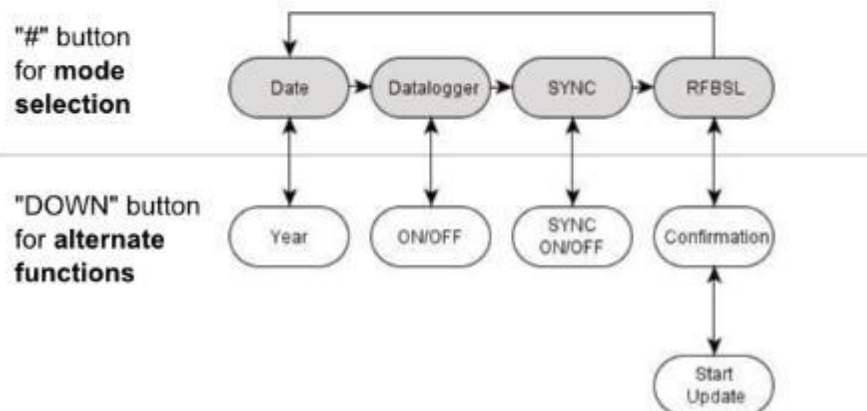 "#" button
for mode
selection
Date
Datalogger
SYNC
RFBSL
"DOWN" button
for alternate
functions
Year
ON/OFF
SYNC
ON/OFF
Confirmation
Start
Update